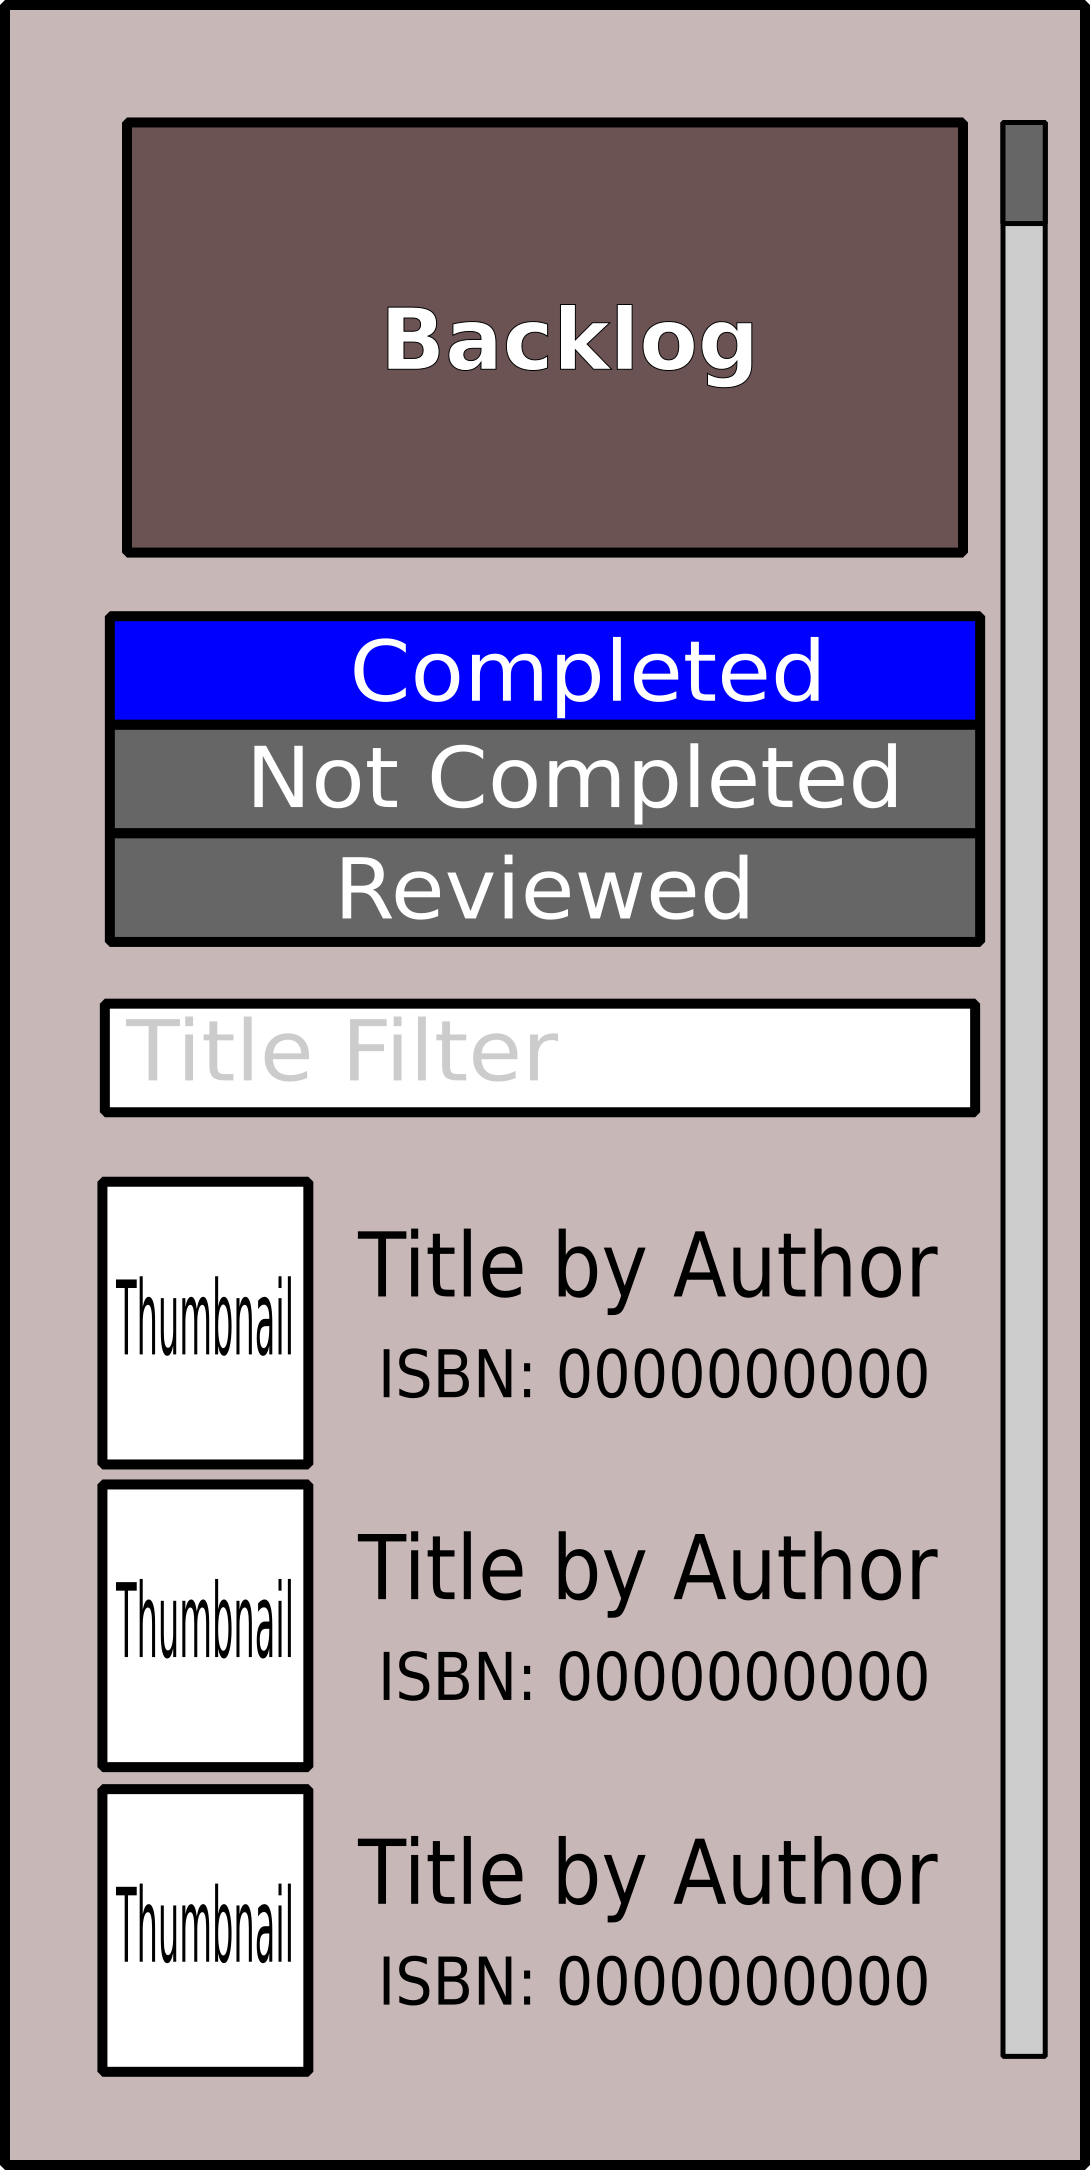 Backlog
Completed
Not Completed
Reviewed
Title Filter
Thumbnail
Title by Author
ISBN: 0000000000
Thumbnail
Title by Author
ISBN: 0000000000
Thumbnail
Title by Author
ISBN: 0000000000